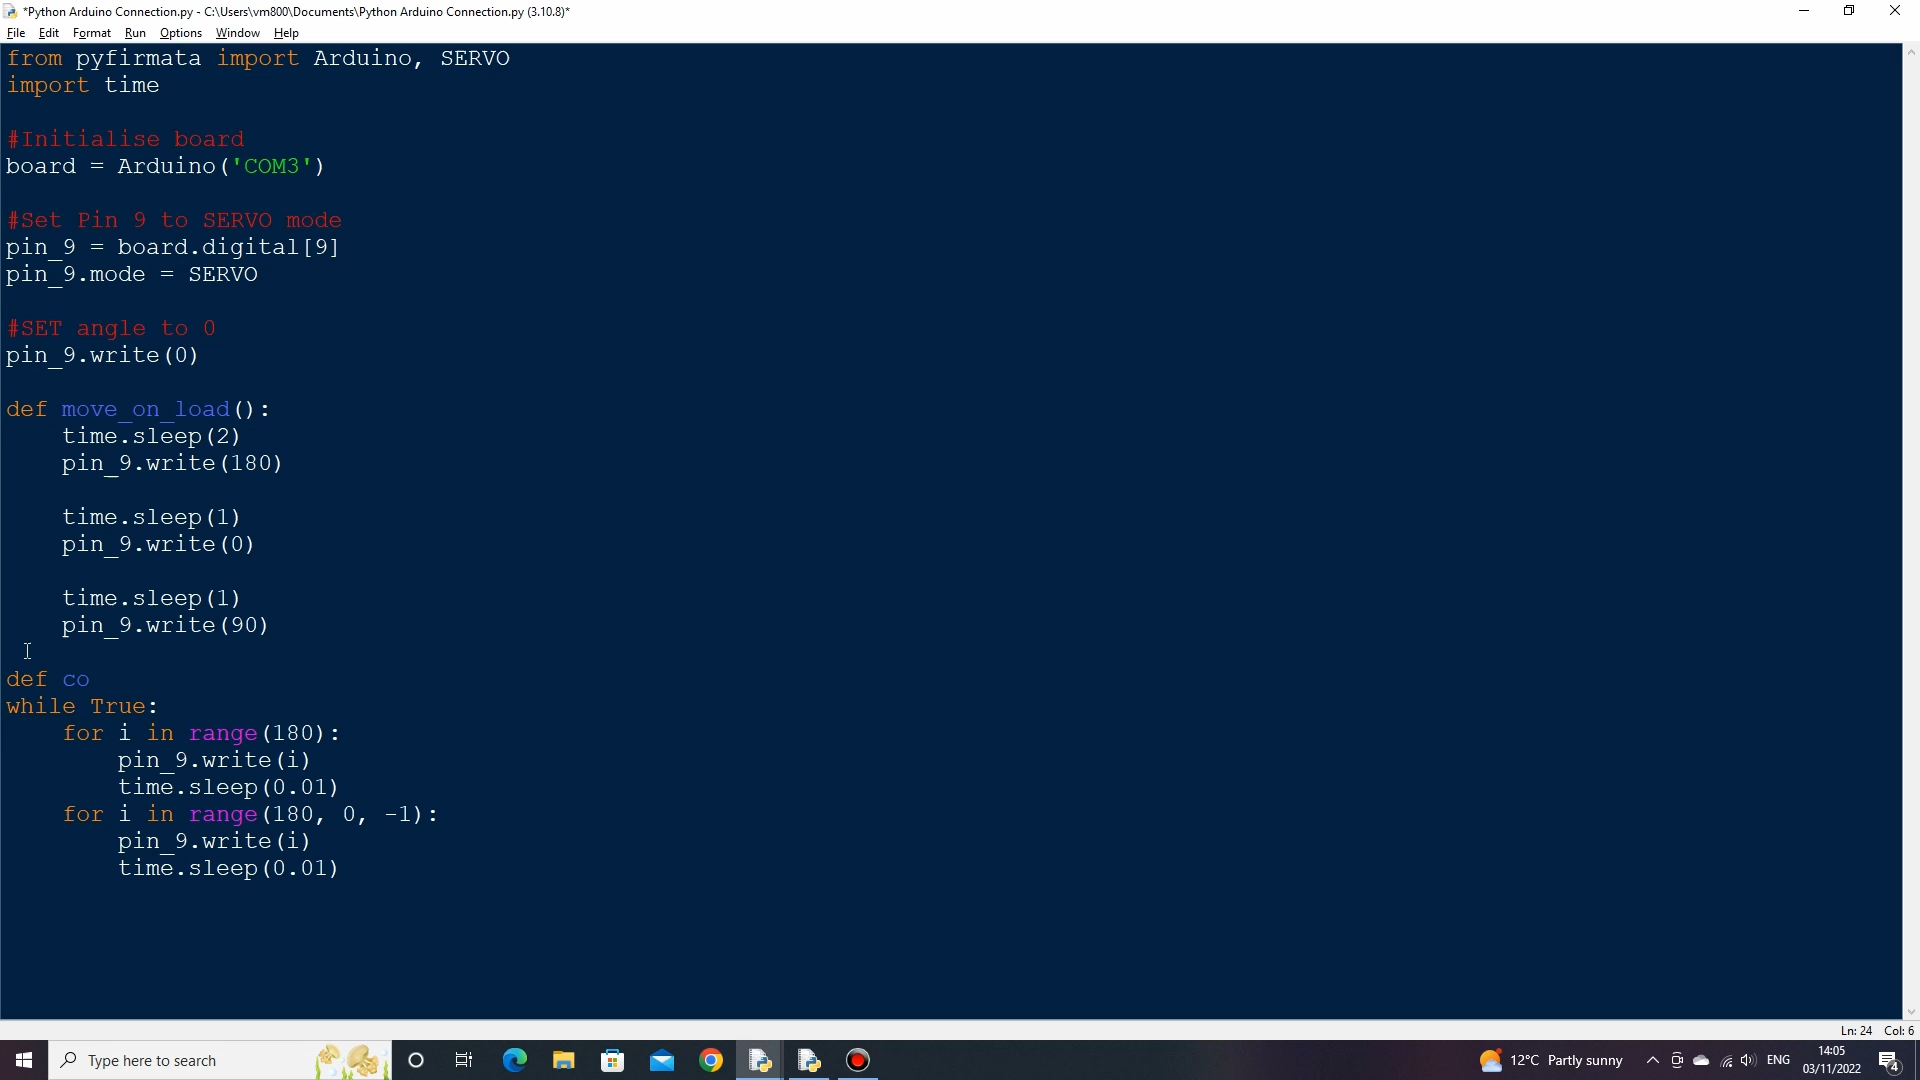 *Python Arduino Connection.py - C:\Users\vm800\Documents\Python Arduino Connection.py (3.10.8)*
File Edit Format Run Options Window Help
from pyfirmata import Arduino, SERVO
import time
#Initialise board
board = Arduino('COM3')
#Set Pin 9 to SERVO mode
pin_9 = board.digital[9]
pin_9.mode = SERVO
#SET angle to 0
pin_9.write(0)
def move_on_load():
    time.sleep(2)
    pin_9.write(180)
    time.sleep(1)
    pin_9.write(0)
    time.sleep(1)
    pin_9.write(90)
def co
while True:
    for i in range(180):
        pin_9.write(i)
        time.sleep(0.01)
    for i in range(180, 0, -1):
        pin_9.write(i)
        time.sleep(0.01)
Ln: 24 Col: 6
Type here to search
12°C Partly sunny
ENG
14:05
03/11/2022
4